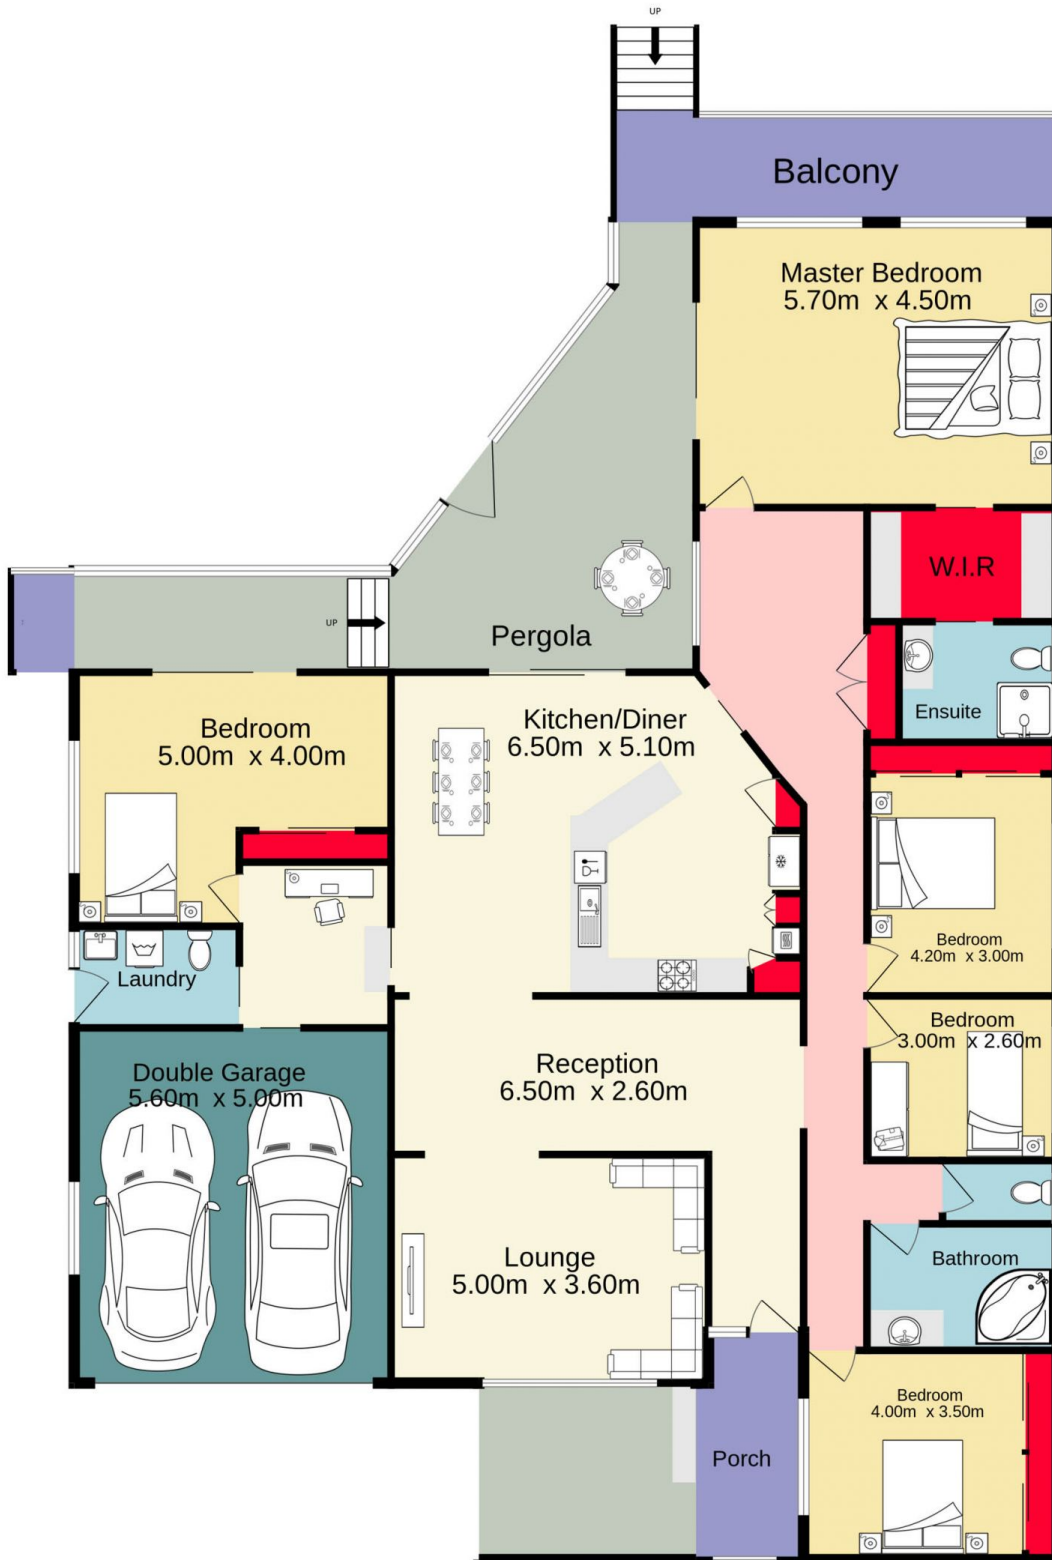 UP
Balcony
Master Bedroom
5.70m x 4.50m
W.I.R
UP
Pergola
Ensuite
Bedroom
5.00m x 4.00m
Kitchen/Diner
6.50m x 5.10m
Bedroom
4.20m x 3.00m
Laundry
Bedroom
3.00m x 2.60m
Double Garage
5.60m x 5.00m
Reception
6.50m x 2.60m
Lounge
5.00m x 3.60m
Bathroom
Bedroom
4.00m x 3.50m
Porch